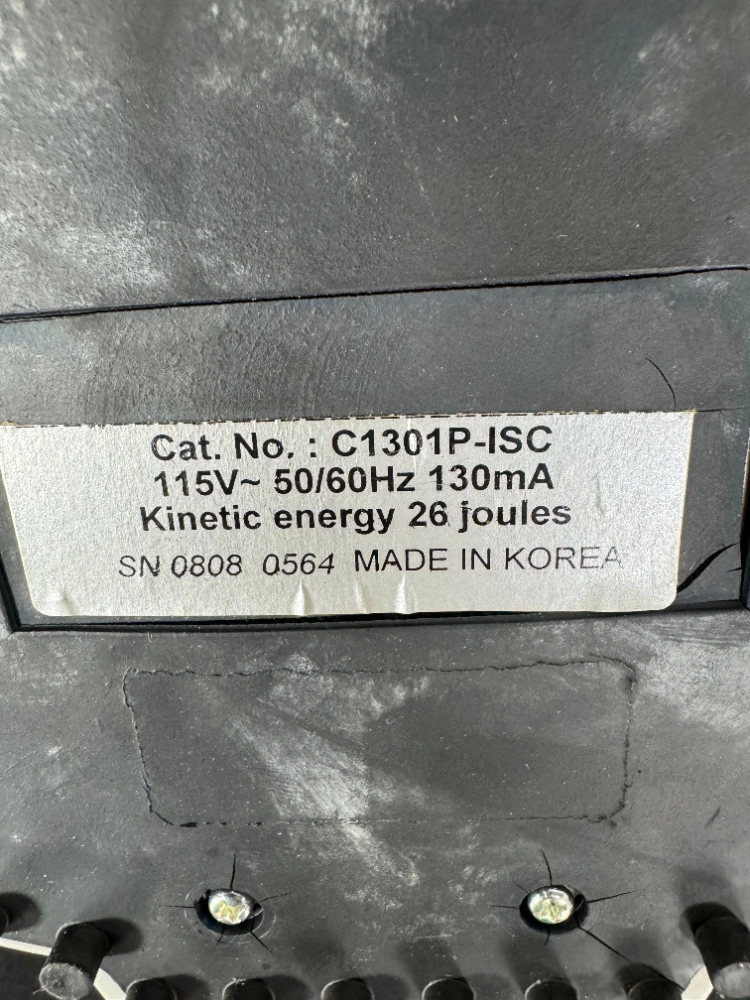 Cat. No. : C1301P-ISC
115V~ 50/60Hz 130mA
Kinetic energy 26 joules
SN 0808 0564 MADE IN KOREA